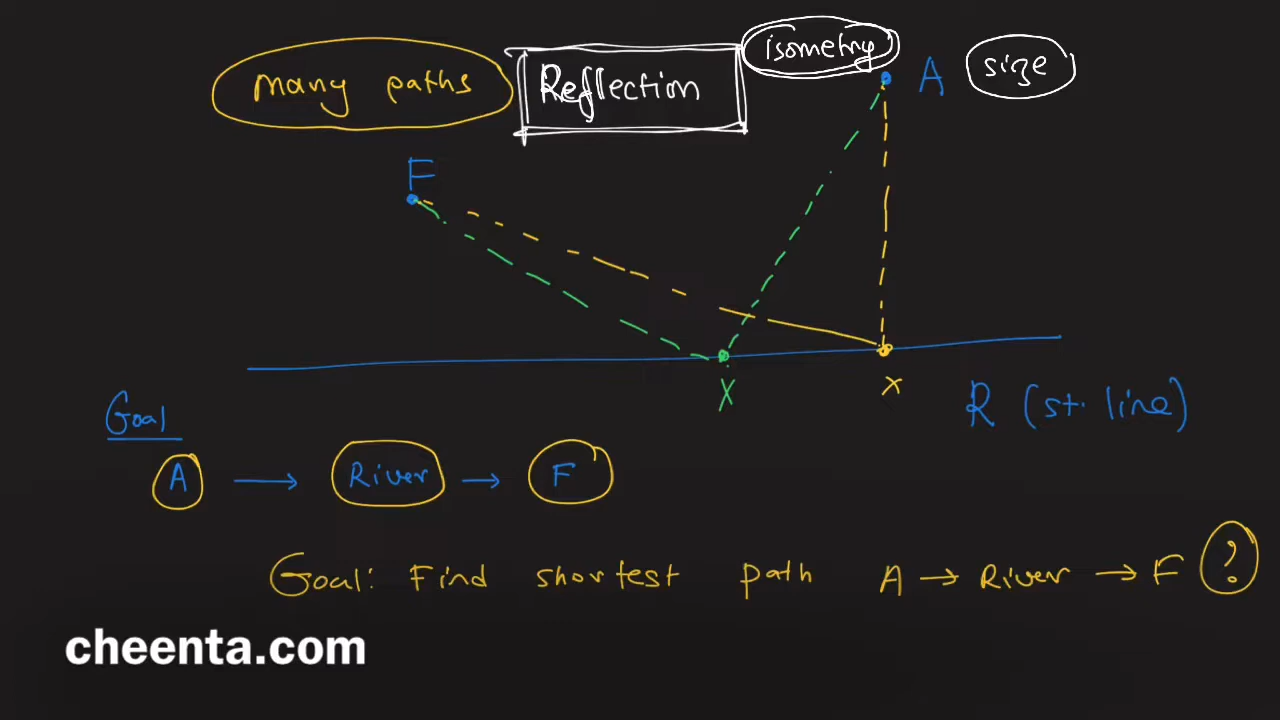 many paths
Reflection
isometry
size
A
F
X
x
R (st. line)
Goal
A → River → F
Goal: Find shortest path A → River → F ?
cheenta.com